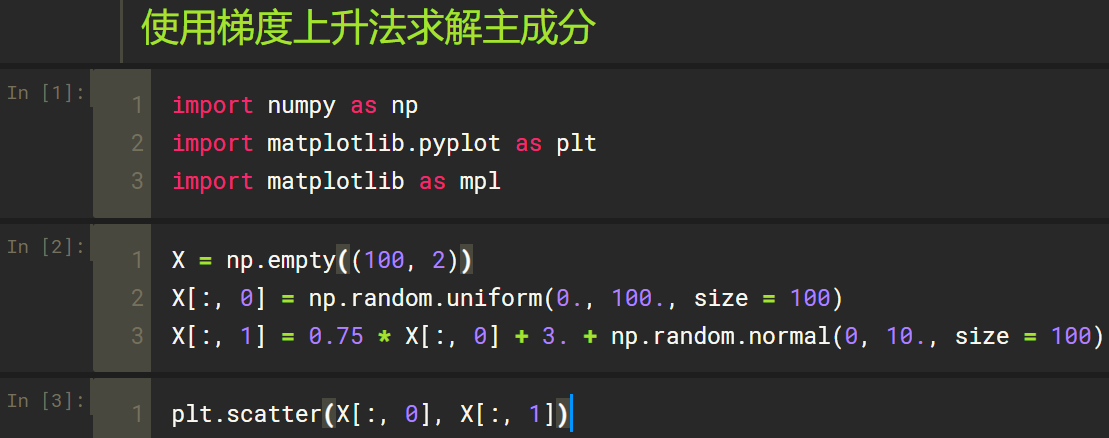 使用梯度上升法求解主成分
In [1]:
1 import numpy as np
2 import matplotlib.pyplot as plt
3 import matplotlib as mpl
In [2]:
1 X = np.empty((100, 2))
2 X[:, 0] = np.random.uniform(0., 100., size = 100)
3 X[:, 1] = 0.75 * X[:, 0] + 3. + np.random.normal(0, 10., size = 100)
In [3]:
1 plt.scatter(X[:, 0], X[:, 1])